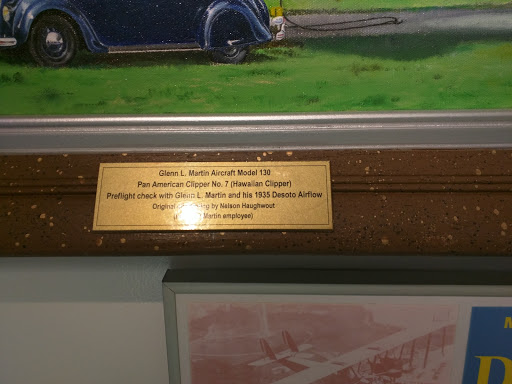 Glenn L. Martin Aircraft Model 130
Pan American Clipper No. 7 (Hawaiian Clipper)
Preflight check with Glenn L. Martin and his 1935 Desoto Airflow
Original by Nelson Haughwout
Martin employee)